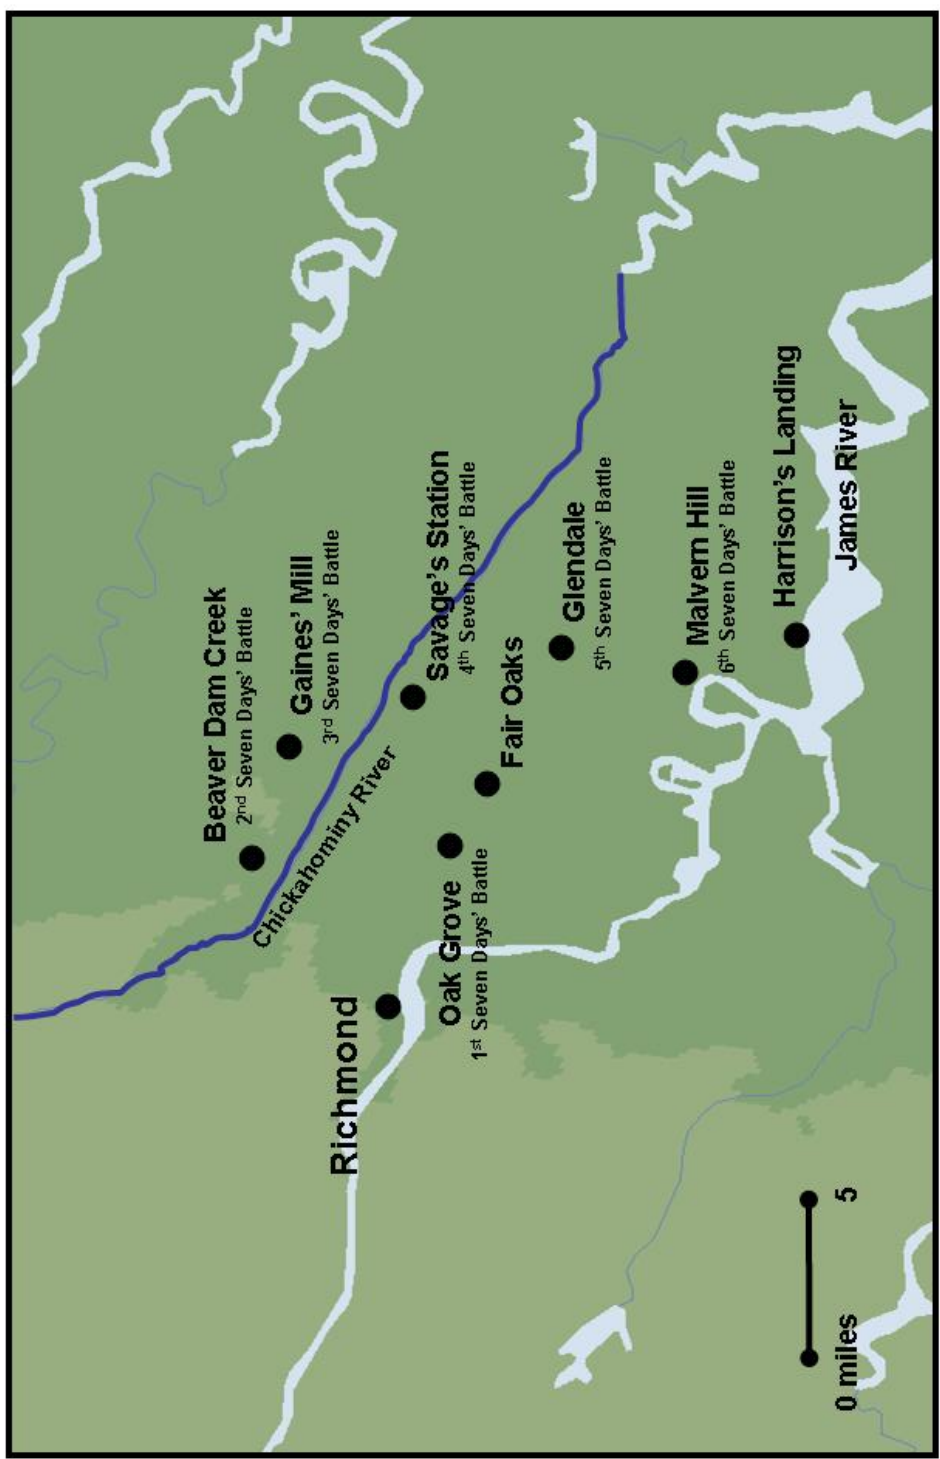 Beaver Dam Creek
2nd Seven Days' Battle
Gaines' Mill
3rd Seven Days' Battle
Chickahominy River
Richmond
Savage's Station
4th Seven Days' Battle
Oak Grove
1st Seven Days' Battle
Fair Oaks
Glendale
5th Seven Days' Battle
Malvern Hill
6th Seven Days' Battle
Harrison's Landing
James River
0 miles 5